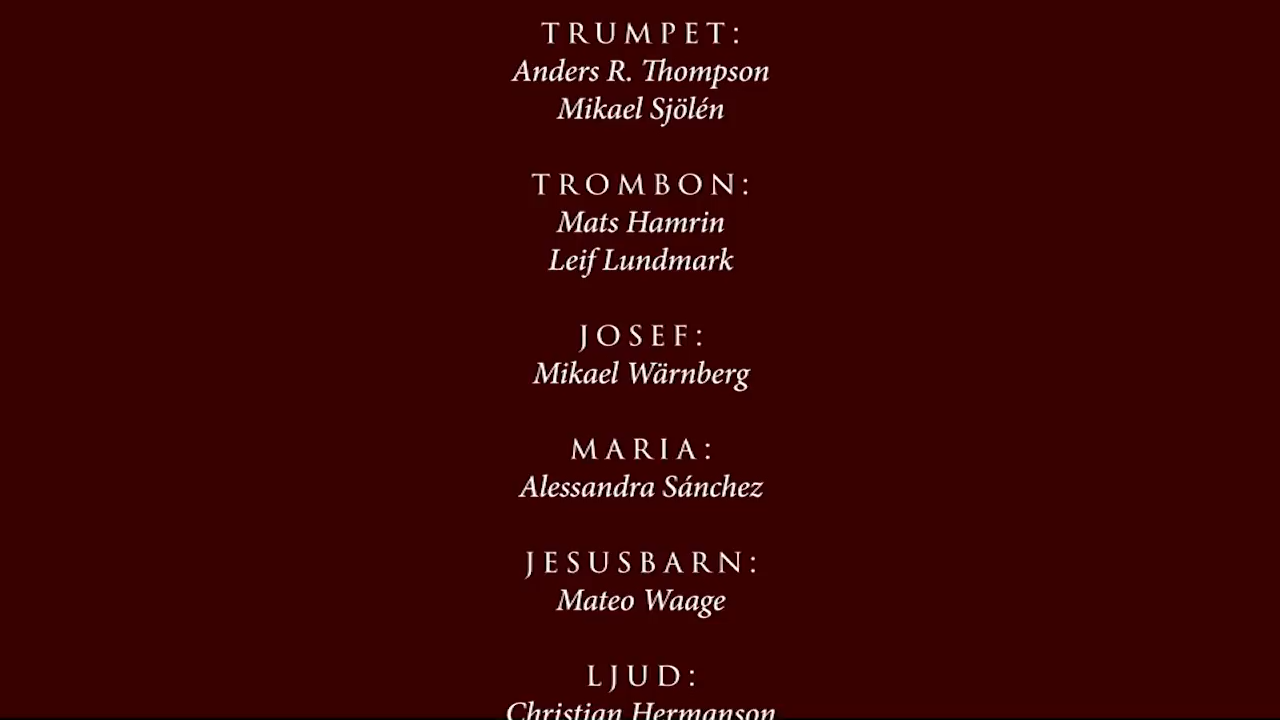 TRUMPET:
Anders R. Thompson
Mikael Sjölén
TROMBON:
Mats Hamrin
Leif Lundmark
JOSEF:
Mikael Wärnberg
MARIA:
Alessandra Sánchez
JESUSBARN:
Mateo Waage
LJUD:
Christian Hermanson